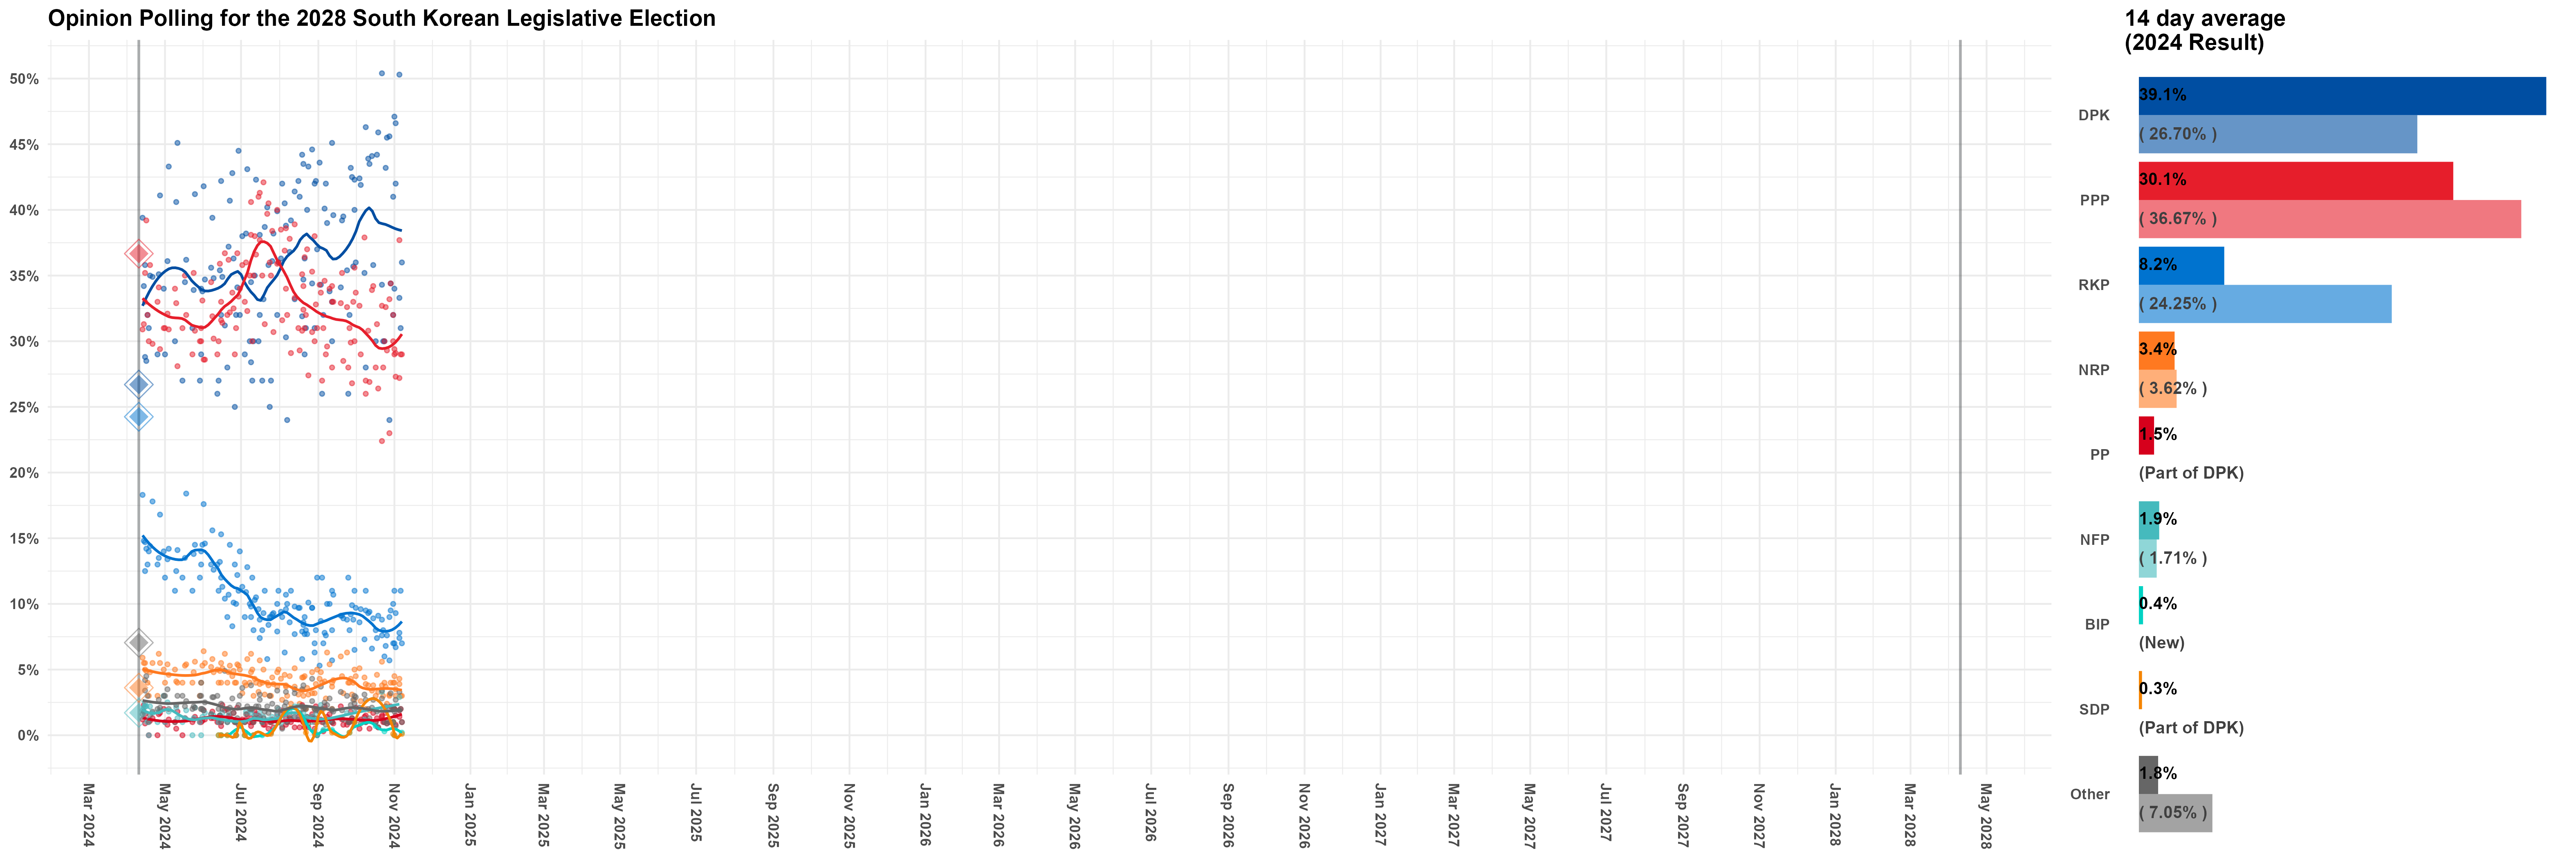 Opinion Polling for the 2028 South Korean Legislative Election
50%
45%
40%
35%
30%
25%
20%
15%
10%
5%
0%
Mar 2024
May 2024
Jul 2024
Sep 2024
Nov 2024
Jan 2025
Mar 2025
May 2025
Jul 2025
Sep 2025
Nov 2025
Jan 2026
Mar 2026
May 2026
Jul 2026
Sep 2026
Nov 2026
Jan 2027
Mar 2027
May 2027
Jul 2027
Sep 2027
Nov 2027
Jan 2028
Mar 2028
May 2028
14 day average
(2024 Result)
DPK
39.1%
( 26.70% )
PPP
30.1%
( 36.67% )
RKP
8.2%
( 24.25% )
NRP
3.4%
( 3.62% )
PP
1.5%
(Part of DPK)
NFP
1.9%
( 1.71% )
BIP
0.4%
(New)
SDP
0.3%
(Part of DPK)
Other
1.8%
( 7.05% )